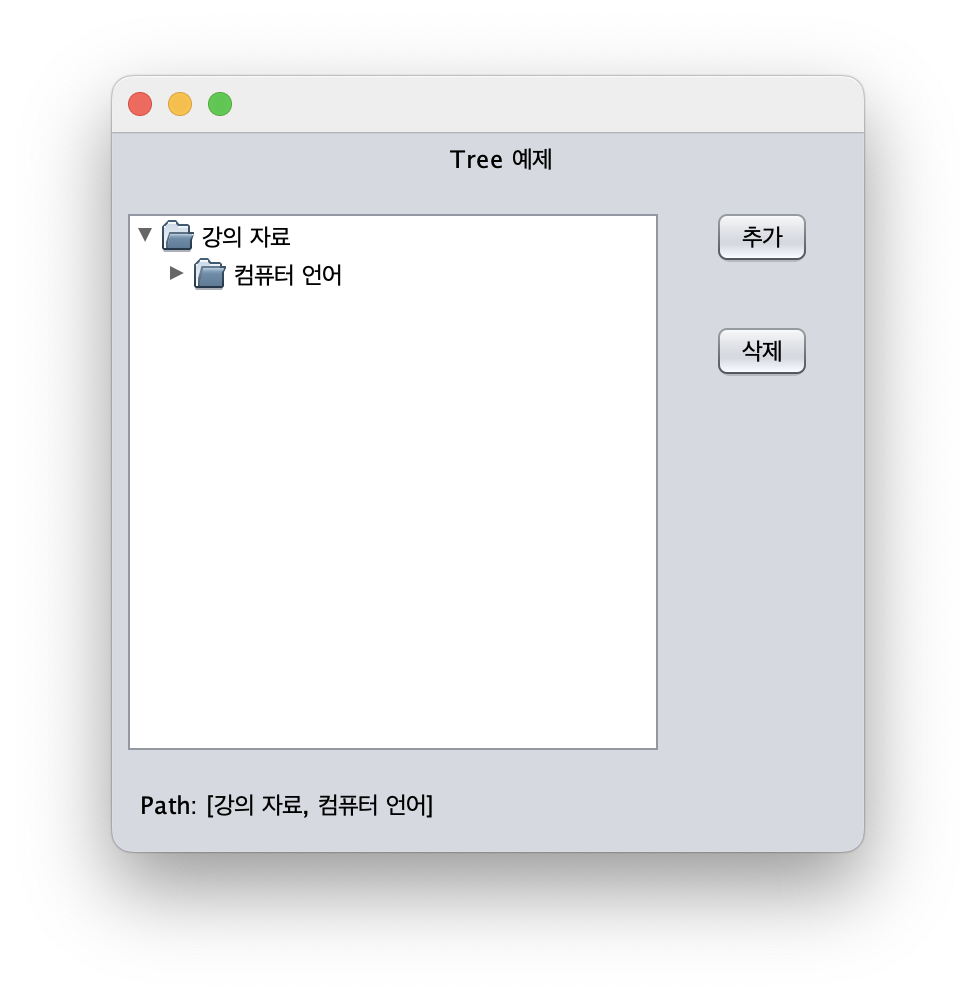 Tree 예제
강의 자료
추가
컴퓨터 언어
삭제
Path: [강의 자료, 컴퓨터 언어]